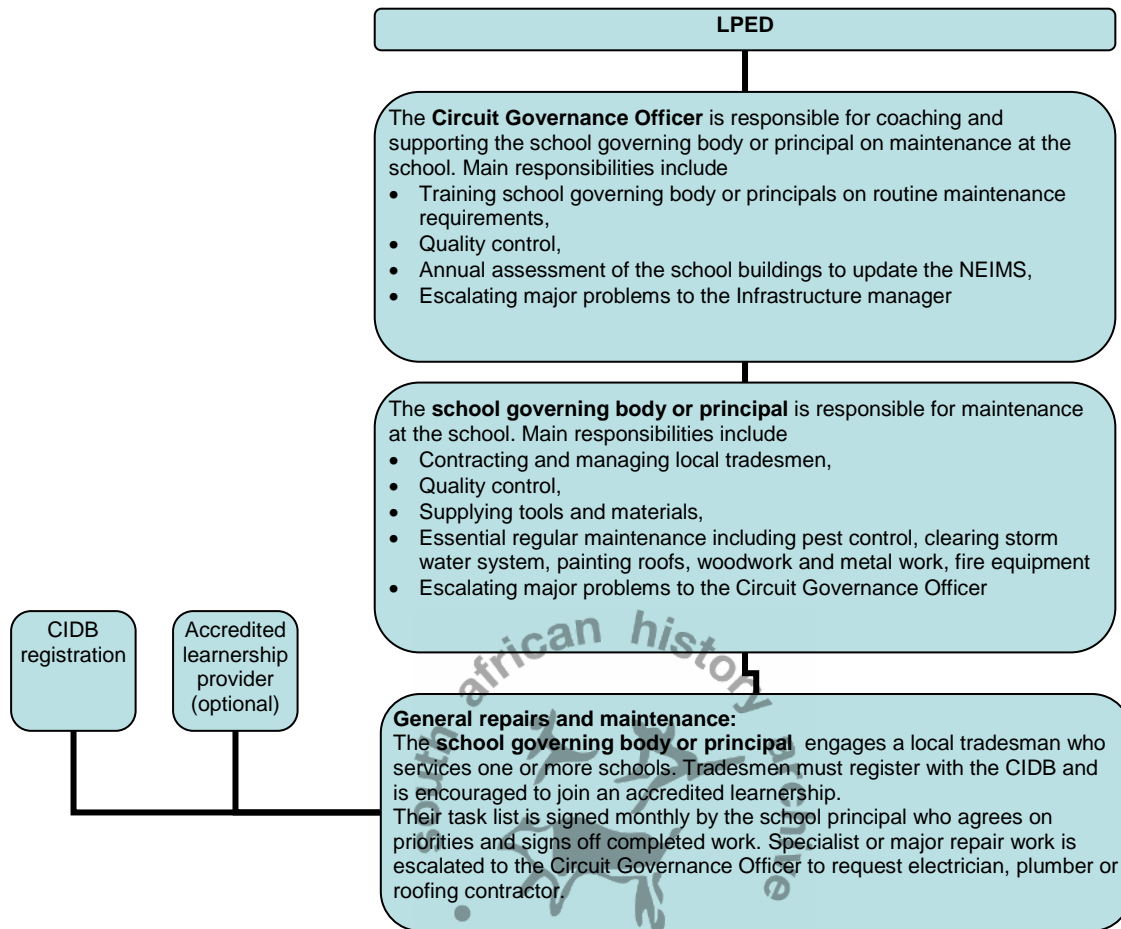 LPED
The Circuit Governance Officer is responsible for coaching and
supporting the school governing body or principal on maintenance at the
school. Main responsibilities include
• Training school governing body or principals on routine maintenance
requirements,
• Quality control,
• Annual assessment of the school buildings to update the NEIMS,
• Escalating major problems to the Infrastructure manager
The school governing body or principal is responsible for maintenance
at the school. Main responsibilities include
• Contracting and managing local tradesmen,
• Quality control,
• Supplying tools and materials,
• Essential regular maintenance including pest control, clearing storm
water system, painting roofs, woodwork and metal work, fire equipment
• Escalating major problems to the Circuit Governance Officer
CIDB
registration
Accredited
learnership
provider
(optional)
General repairs and maintenance:
The school governing body or principal engages a local tradesman who
services one or more schools. Tradesmen must register with the CIDB and
is encouraged to join an accredited learnership.
Their task list is signed monthly by the school principal who agrees on
priorities and signs off completed work. Specialist or major repair work is
escalated to the Circuit Governance Officer to request electrician, plumber or
roofing contractor.
south african history archive